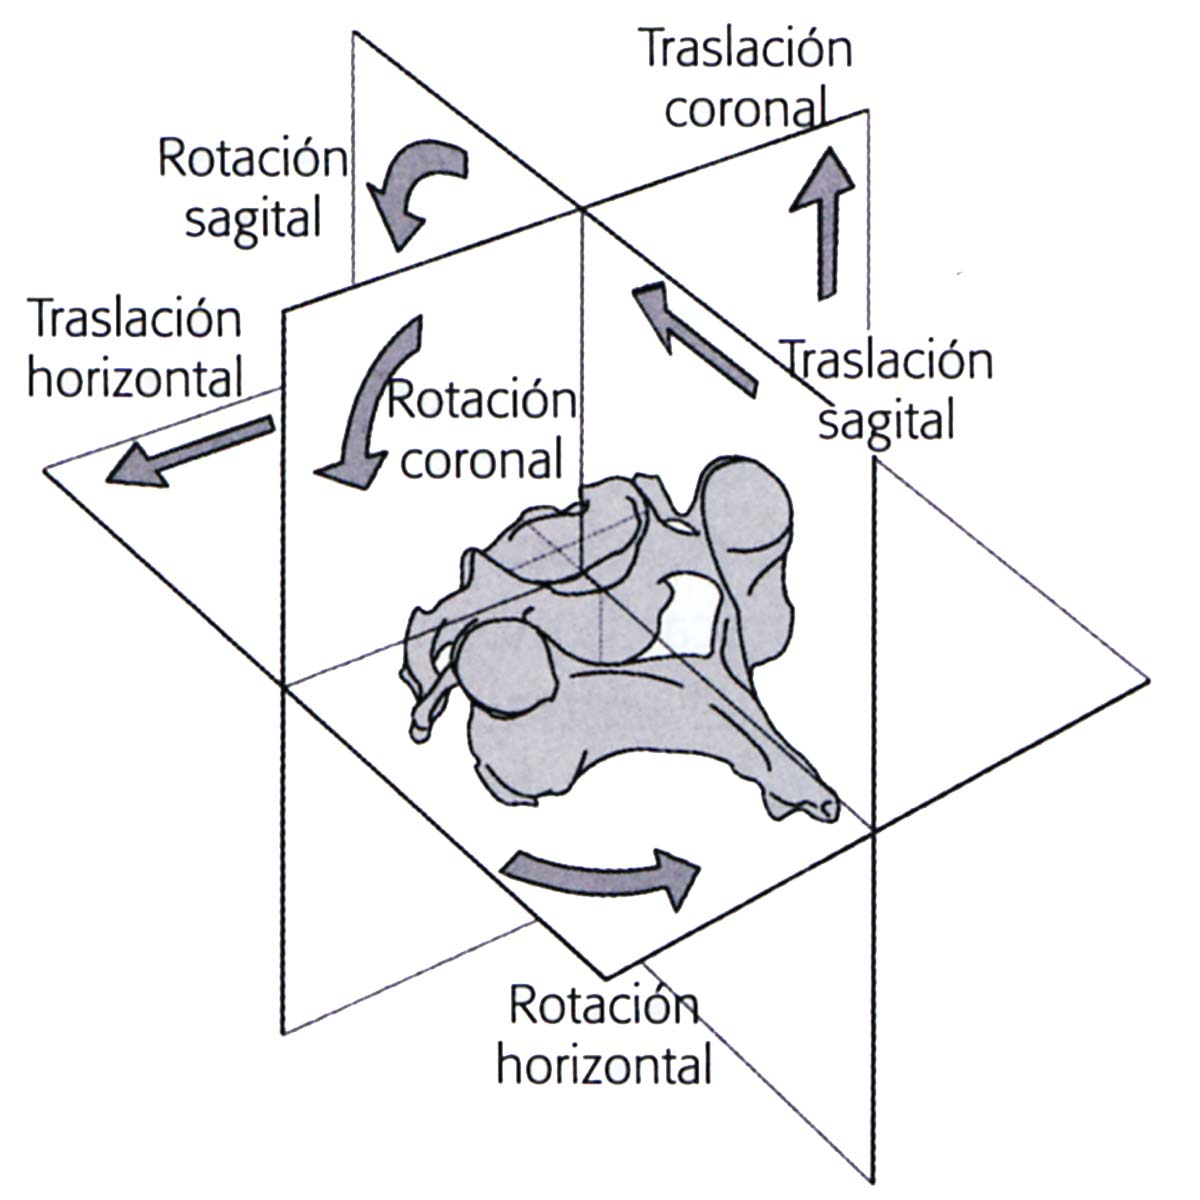 Traslación
coronal
Rotación
sagital
Traslación
horizontal
Rotación
coronal
Traslación
sagital
Rotación
horizontal